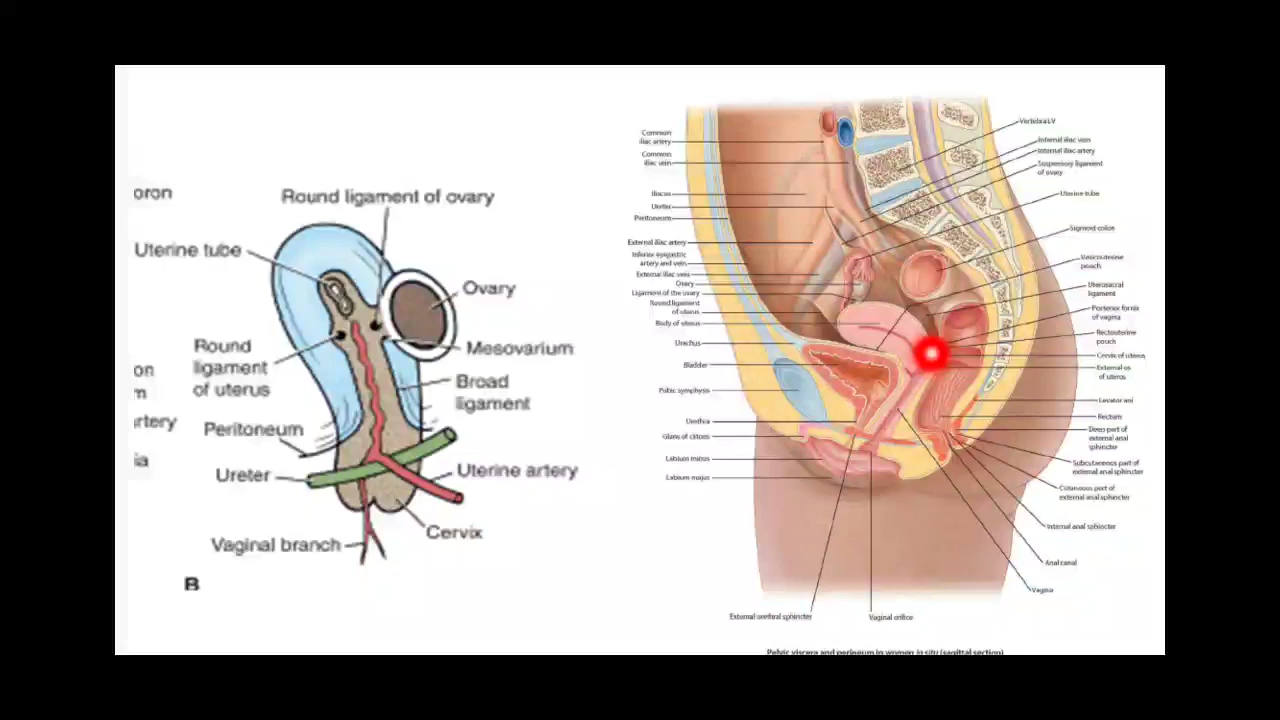 oron
Round ligament of ovary
Uterine tube
Ovary
Round
ligament
of uterus
Mesovarium
on
m
Broad
ligament
rtery
Peritoneum
ia
Ureter
Uterine artery
Cervix
Vaginal branch
B
Common
iliac artery
Common
iliac vein
Iliacus
Ureter
Peritoneum
External iliac artery
Inferior epigastric
artery and vein
External iliac vein
Ovary
Ligament of the ovary
Round ligament
of uterus
Body of uterus
Urachus
Bladder
Pubic symphysis
Urethra
Glans of clitoris
Labium minus
Labium majus
External urethral sphincter
Vaginal orifice
Vertebra LV
Internal iliac vein
Internal iliac artery
Suspensory ligament
of ovary
Uterine tube
Sigmoid colon
Vesicouterine
pouch
Uterosacral
ligament
Posterior fornix
of vagina
Rectouterine
pouch
Cervix of uterus
External os
of uterus
Levator ani
Rectum
Deep part of
external anal
sphincter
Subcutaneous part of
external anal sphincter
Cutaneous part of
external anal sphincter
Internal anal sphincter
Anal canal
Vagina
Pelvic viscera and perineum in women in situ (sagittal section)